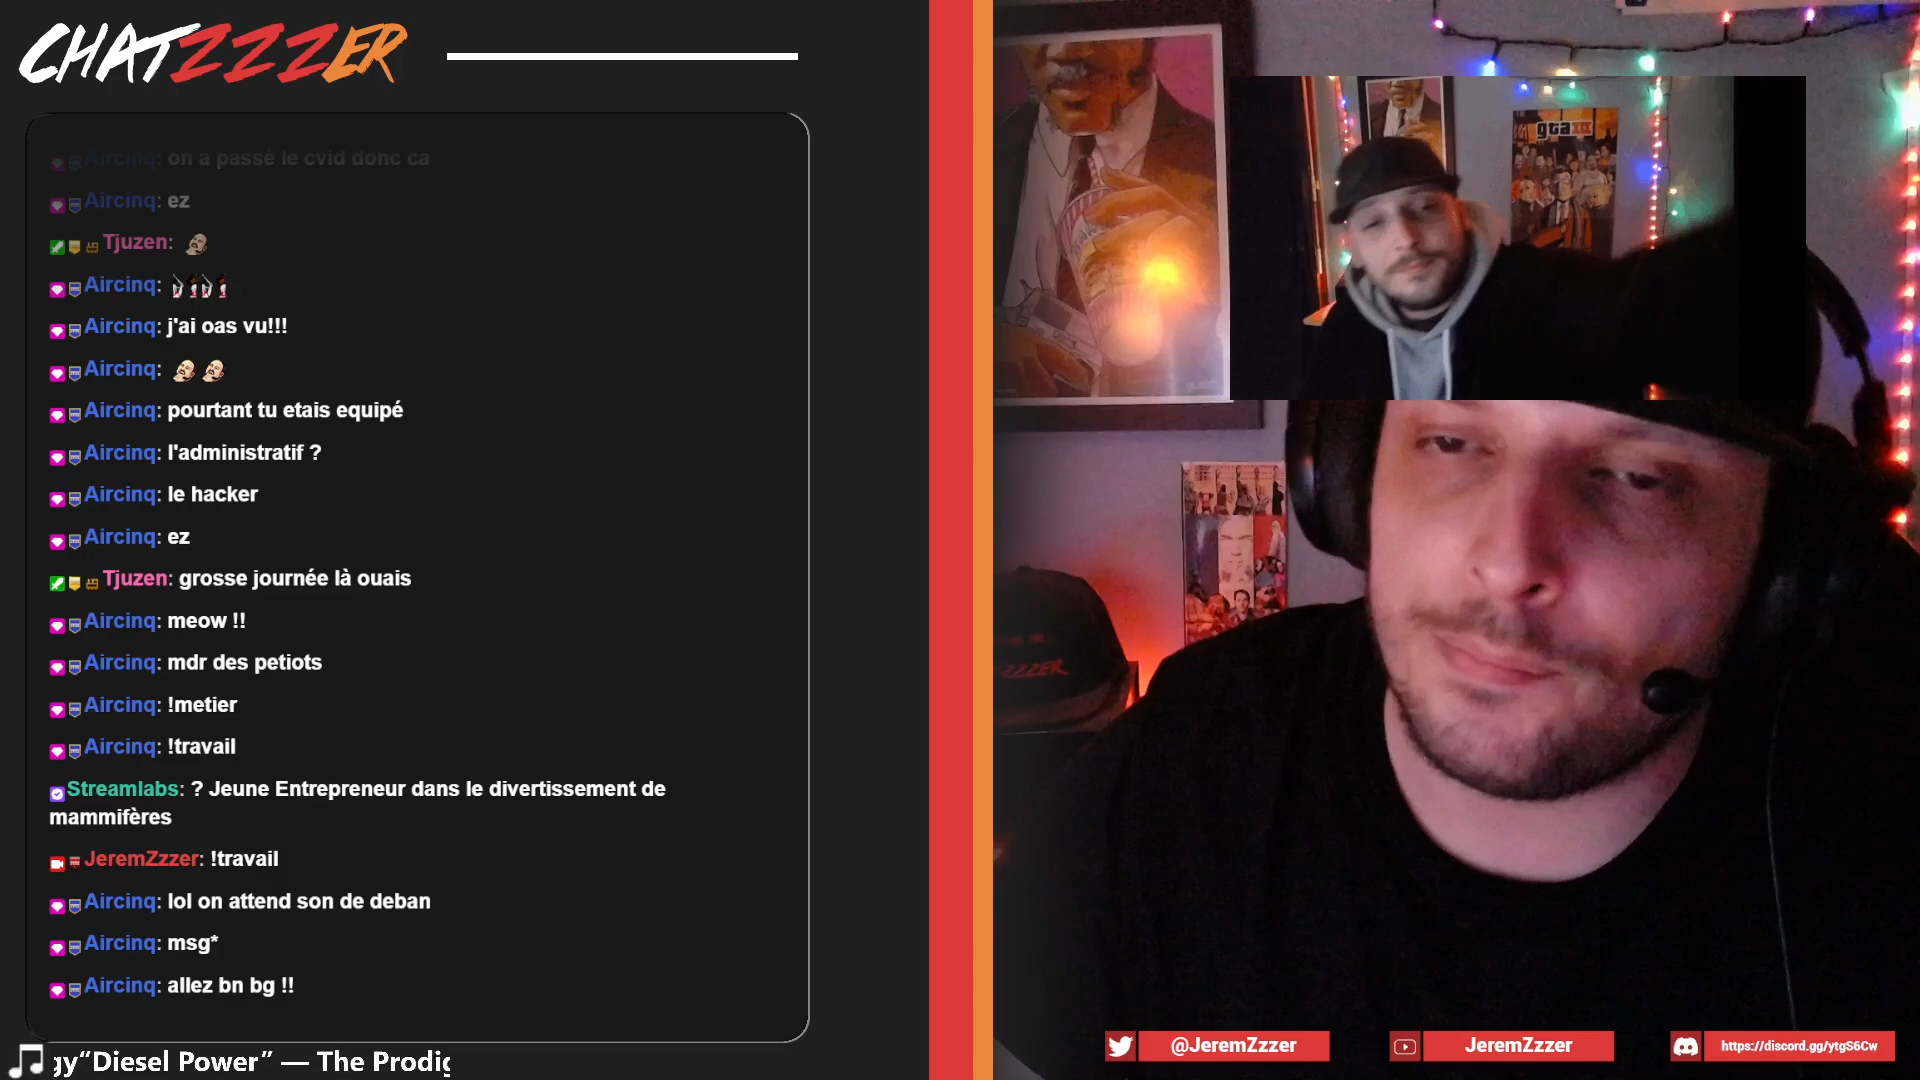 CHATZZZER
Aircinq: on a passé le cvid donc ca
Aircinq: ez
Tjuzen:
Aircinq:
Aircinq: j'ai oas vu!!!
Aircinq:
Aircinq: pourtant tu etais equipé
Aircinq: l'administratif ?
Aircinq: le hacker
Aircinq: ez
Tjuzen: grosse journée là ouais
Aircinq: meow !!
Aircinq: mdr des petiots
Aircinq: !metier
Aircinq: !travail
Streamlabs: ? Jeune Entrepreneur dans le divertissement de
mammifères
JeremZzzer: !travail
Aircinq: lol on attend son de deban
Aircinq: msg*
Aircinq: allez bn bg !!
gy“Diesel Power” — The Prodig
gta III
ZZZER
@JeremZzzer
JeremZzzer
https://discord.gg/ytgS6Cw